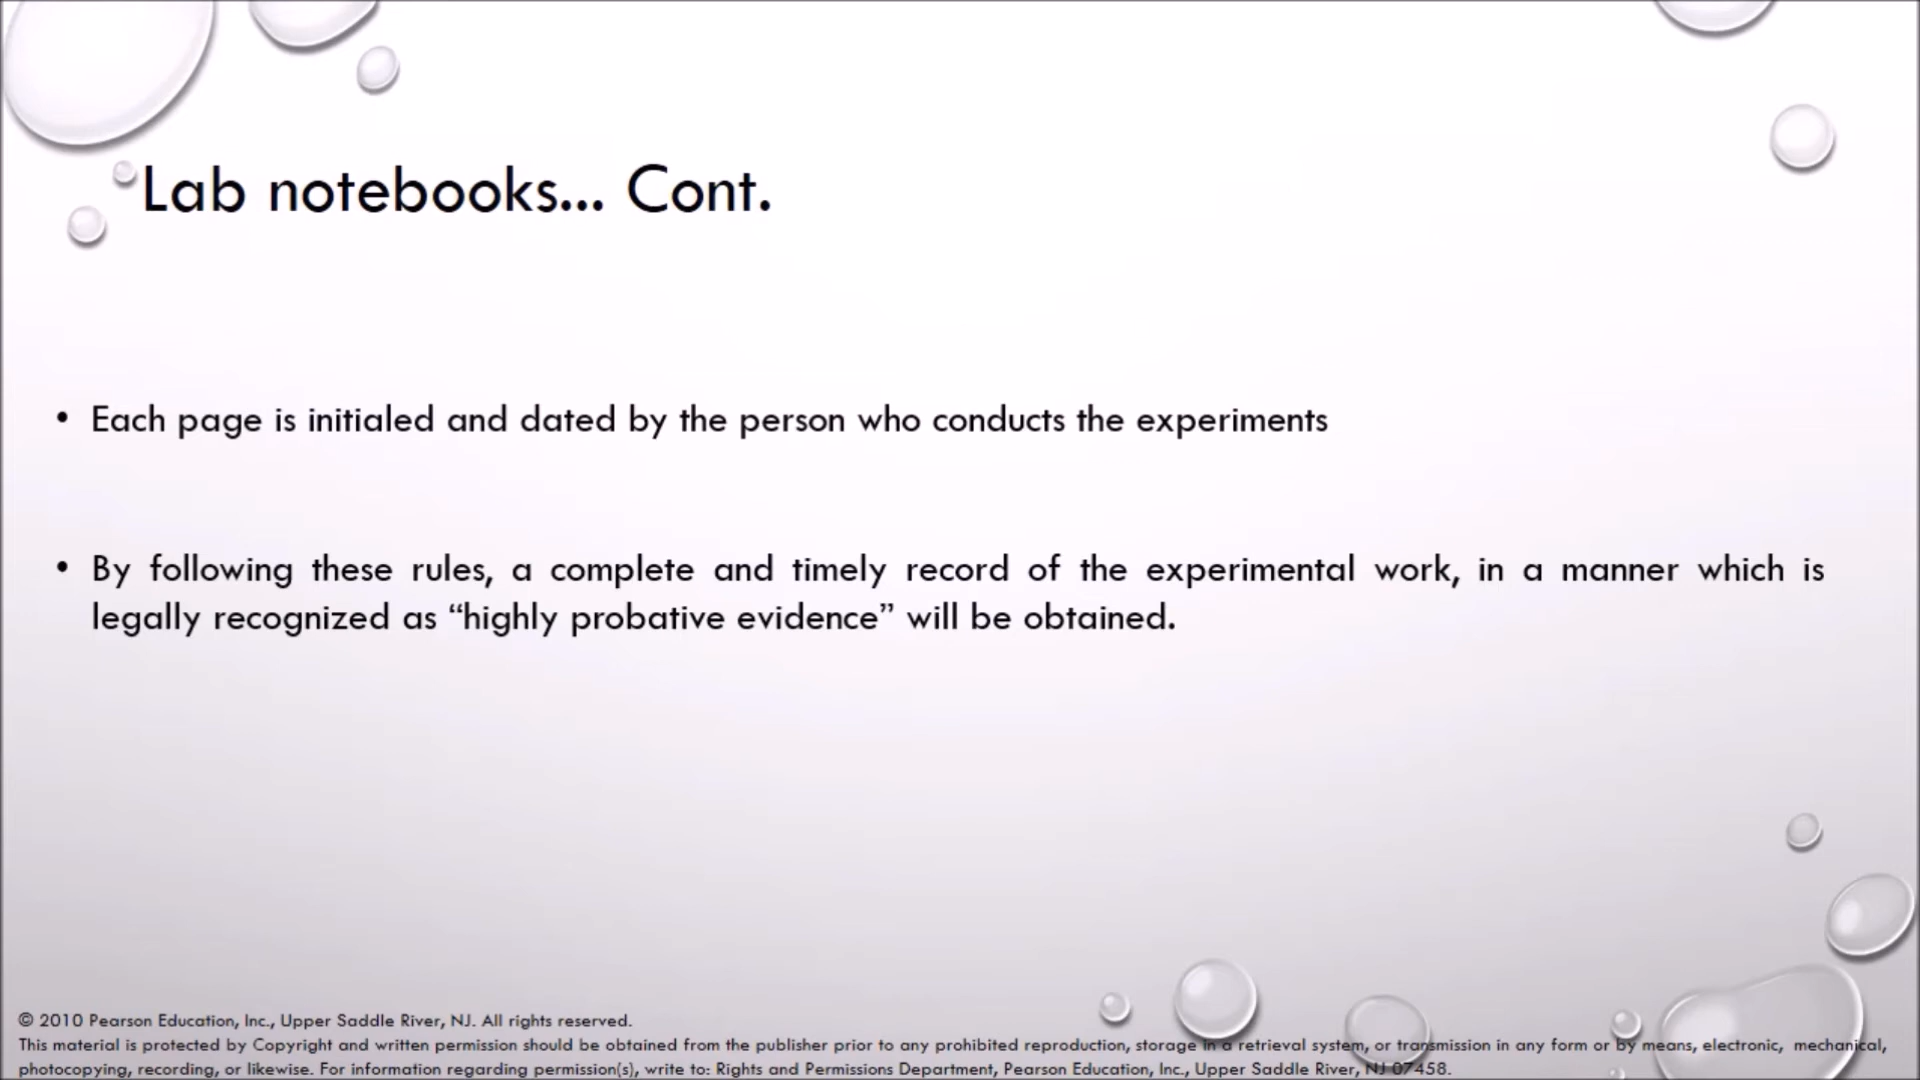 Lab notebooks... Cont.
• Each page is initialed and dated by the person who conducts the experiments
• By following these rules, a complete and timely record of the experimental work, in a manner which is
legally recognized as “highly probative evidence” will be obtained.
© 2010 Pearson Education, Inc., Upper Saddle River, NJ. All rights reserved.
This material is protected by Copyright and written permission should be obtained from the publisher prior to any prohibited reproduction, storage in a retrieval system, or transmission in any form or by means, electronic, mechanical,
photocopying, recording, or likewise. For information regarding permission(s), write to: Rights and Permissions Department, Pearson Education, Inc., Upper Saddle River, NJ 07458.